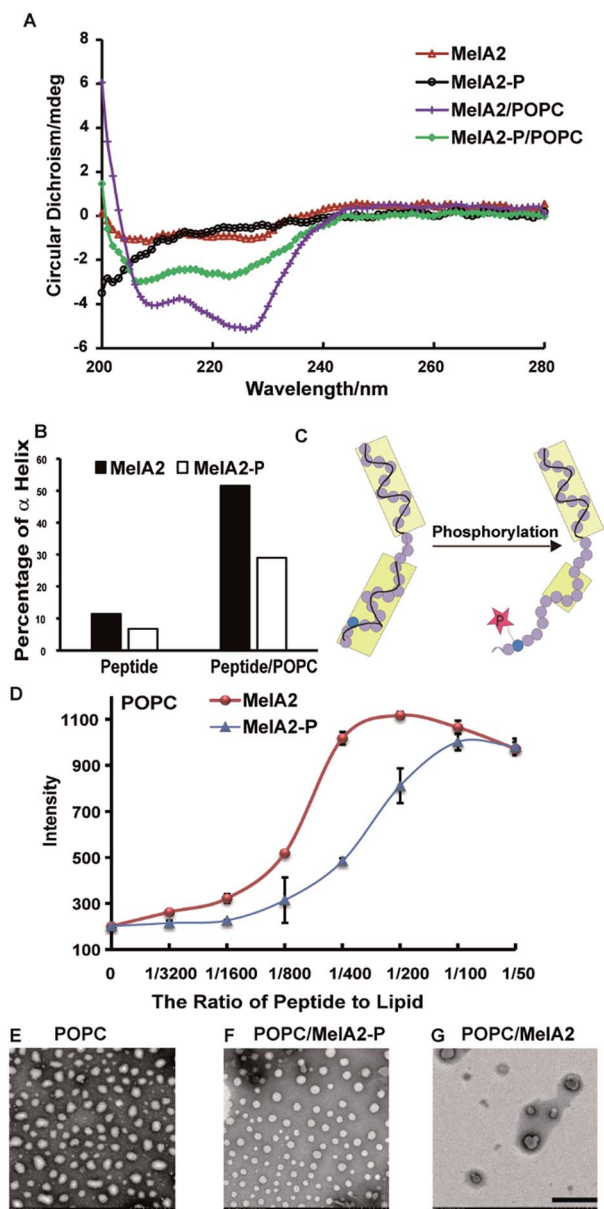 A
MelA2
MelA2-P
MelA2/POPC
MelA2-P/POPC
Circular Dichroism/mdeg
8
6
4
2
0
-2
-4
-6
200 220 240 260 280
Wavelength/nm
B
MelA2 MelA2-P
Percentage of α Helix
60
50
40
30
20
10
0
Peptide Peptide/POPC
C
Phosphorylation
P
D
POPC
MelA2
MelA2-P
Intensity
1100
900
700
500
300
100
0 1/3200 1/1600 1/800 1/400 1/200 1/100 1/50
The Ratio of Peptide to Lipid
E POPC
F POPC/MelA2-P
G POPC/MelA2